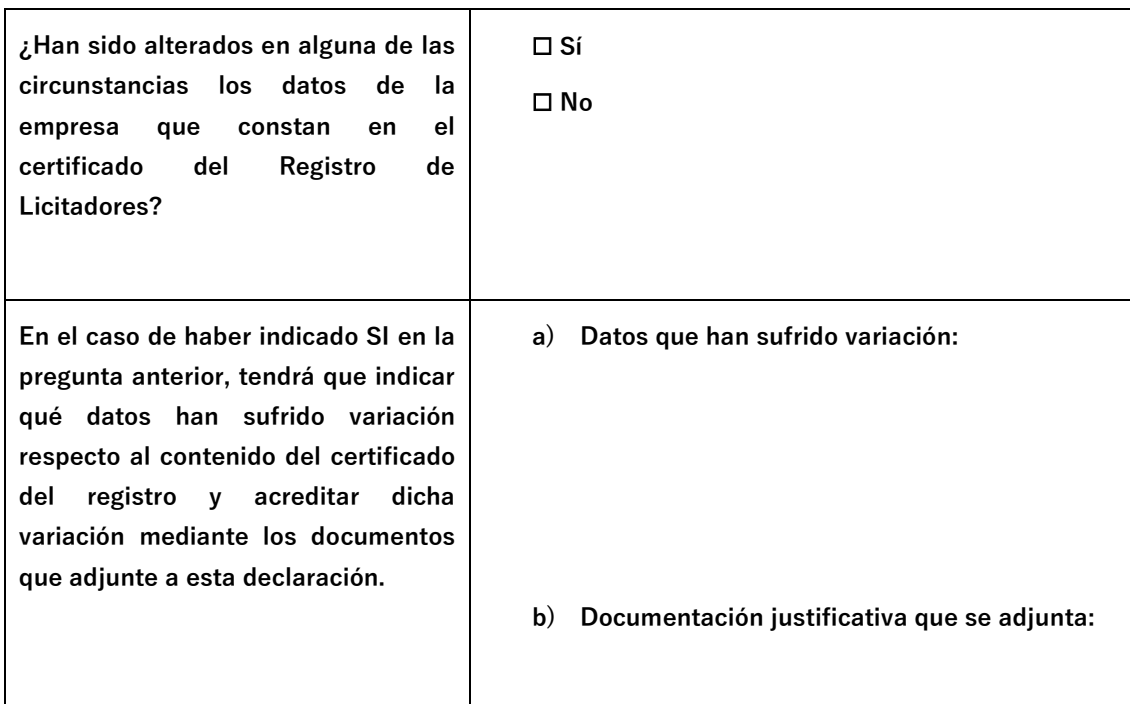 ¿Han sido alterados en alguna de las
circunstancias los datos de la
empresa que constan en el
certificado del Registro de
Licitadores?
☐ Sí
☐ No
En el caso de haber indicado SI en la
pregunta anterior, tendrá que indicar
qué datos han sufrido variación
respecto al contenido del certificado
del registro y acreditar dicha
variación mediante los documentos
que adjunte a esta declaración.
a) Datos que han sufrido variación:
b) Documentación justificativa que se adjunta: